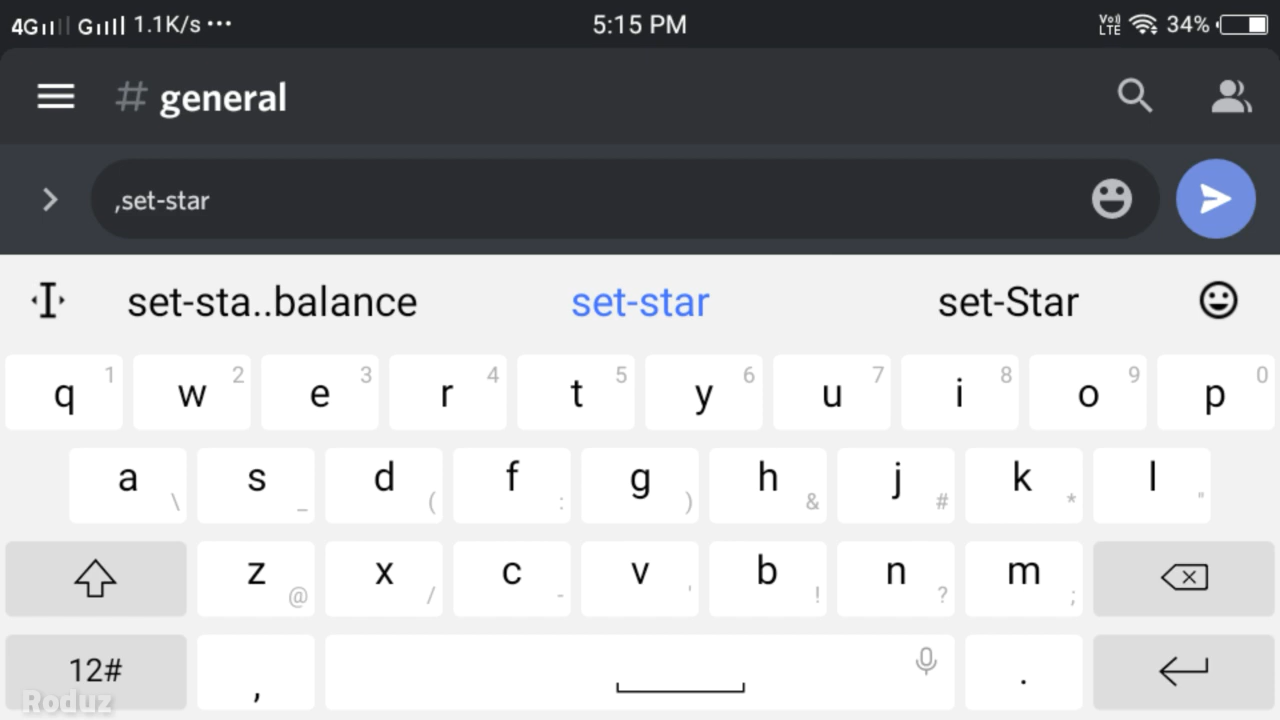 4G G 1.1K/s ··· 5:15 PM Vo)) LTE 34%
# general
,set-star
set-sta..balance set-star set-Star
q 1 w 2 e 3 r 4 t 5 y 6 u 7 i 8 o 9 p 0
a \ s _ d ( f : g ) h & j # k * l "
z @ x / c - v ' b ! n ? m ;
12# , .
Roduz